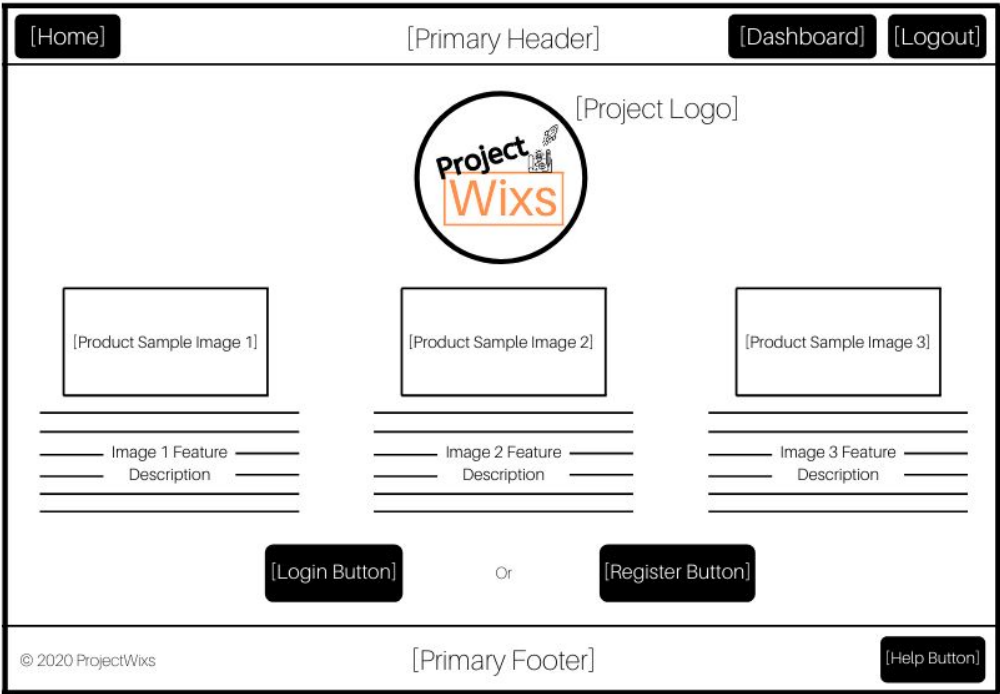 [Home]
[Primary Header]
[Dashboard]
[Logout]
[Project Logo]
Project
Wixs
[Product Sample Image 1]
[Product Sample Image 2]
[Product Sample Image 3]
Image 1 Feature
Description
Image 2 Feature
Description
Image 3 Feature
Description
[Login Button]
Or
[Register Button]
© 2020 ProjectWixs
[Primary Footer]
[Help Button]